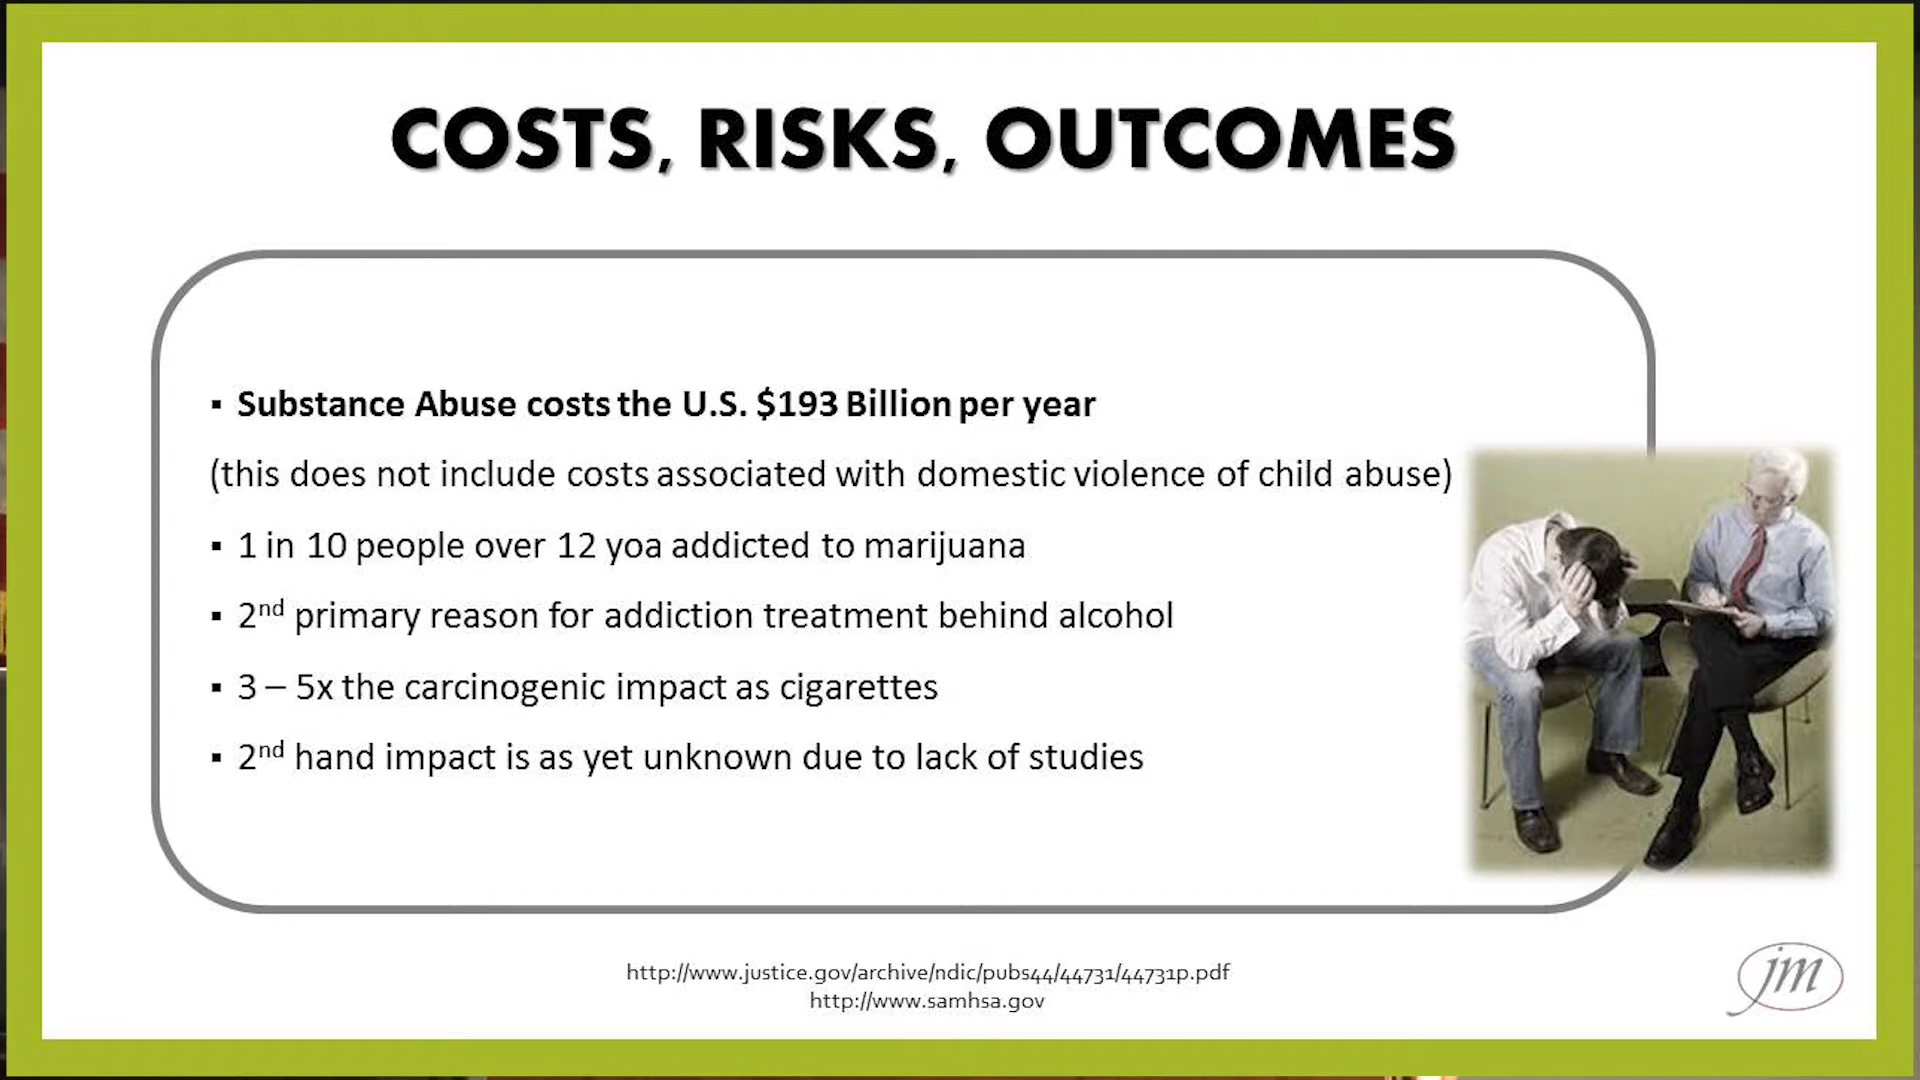 COSTS, RISKS, OUTCOMES
▪ Substance Abuse costs the U.S. $193 Billion per year
(this does not include costs associated with domestic violence of child abuse)
▪ 1 in 10 people over 12 yoa addicted to marijuana
▪ 2nd primary reason for addiction treatment behind alcohol
▪ 3 – 5x the carcinogenic impact as cigarettes
▪ 2nd hand impact is as yet unknown due to lack of studies
http://www.justice.gov/archive/ndic/pubs44/44731/44731p.pdf
http://www.samhsa.gov
jm